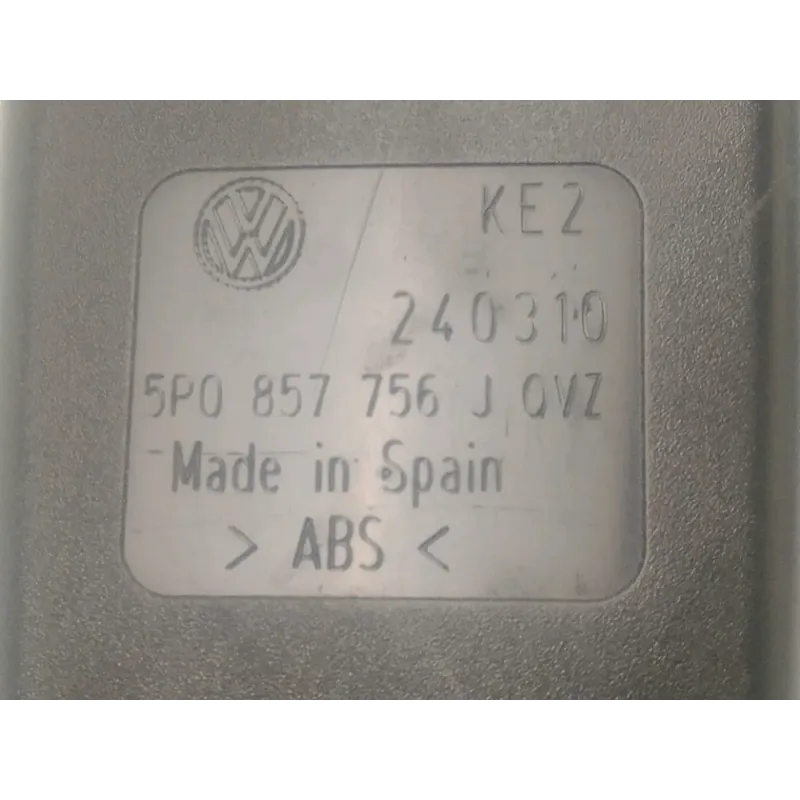 KE2
240310
5P0 857 756 J QVZ
Made in Spain
> ABS <